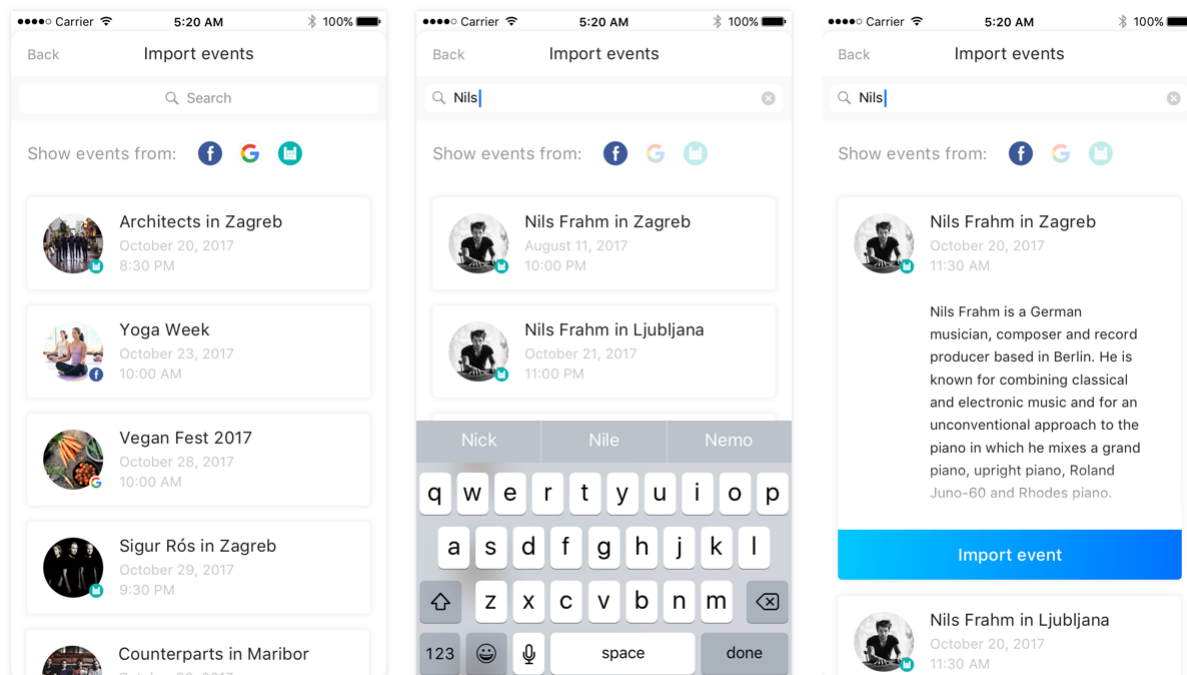 Carrier
5:20 AM
100%
Back
Import events
Search
Show events from:
Architects in Zagreb
October 20, 2017
8:30 PM
Yoga Week
October 23, 2017
10:00 AM
Vegan Fest 2017
October 28, 2017
10:00 AM
Sigur Rós in Zagreb
October 29, 2017
9:30 PM
Counterparts in Maribor
Carrier
5:20 AM
100%
Back
Import events
Nils
Show events from:
Nils Frahm in Zagreb
August 11, 2017
10:00 PM
Nils Frahm in Ljubljana
October 21, 2017
11:00 PM
Nick Nile Nemo
q w e r t y u i o p
a s d f g h j k l
z x c v b n m
123 space done
Carrier
5:20 AM
100%
Back
Import events
Nils
Show events from:
Nils Frahm in Zagreb
October 20, 2017
11:30 AM
Nils Frahm is a German
musician, composer and record
producer based in Berlin. He is
known for combining classical
and electronic music and for an
unconventional approach to the
piano in which he mixes a grand
piano, upright piano, Roland
Juno-60 and Rhodes piano.
Import event
Nils Frahm in Ljubljana
October 20, 2017
11:30 AM